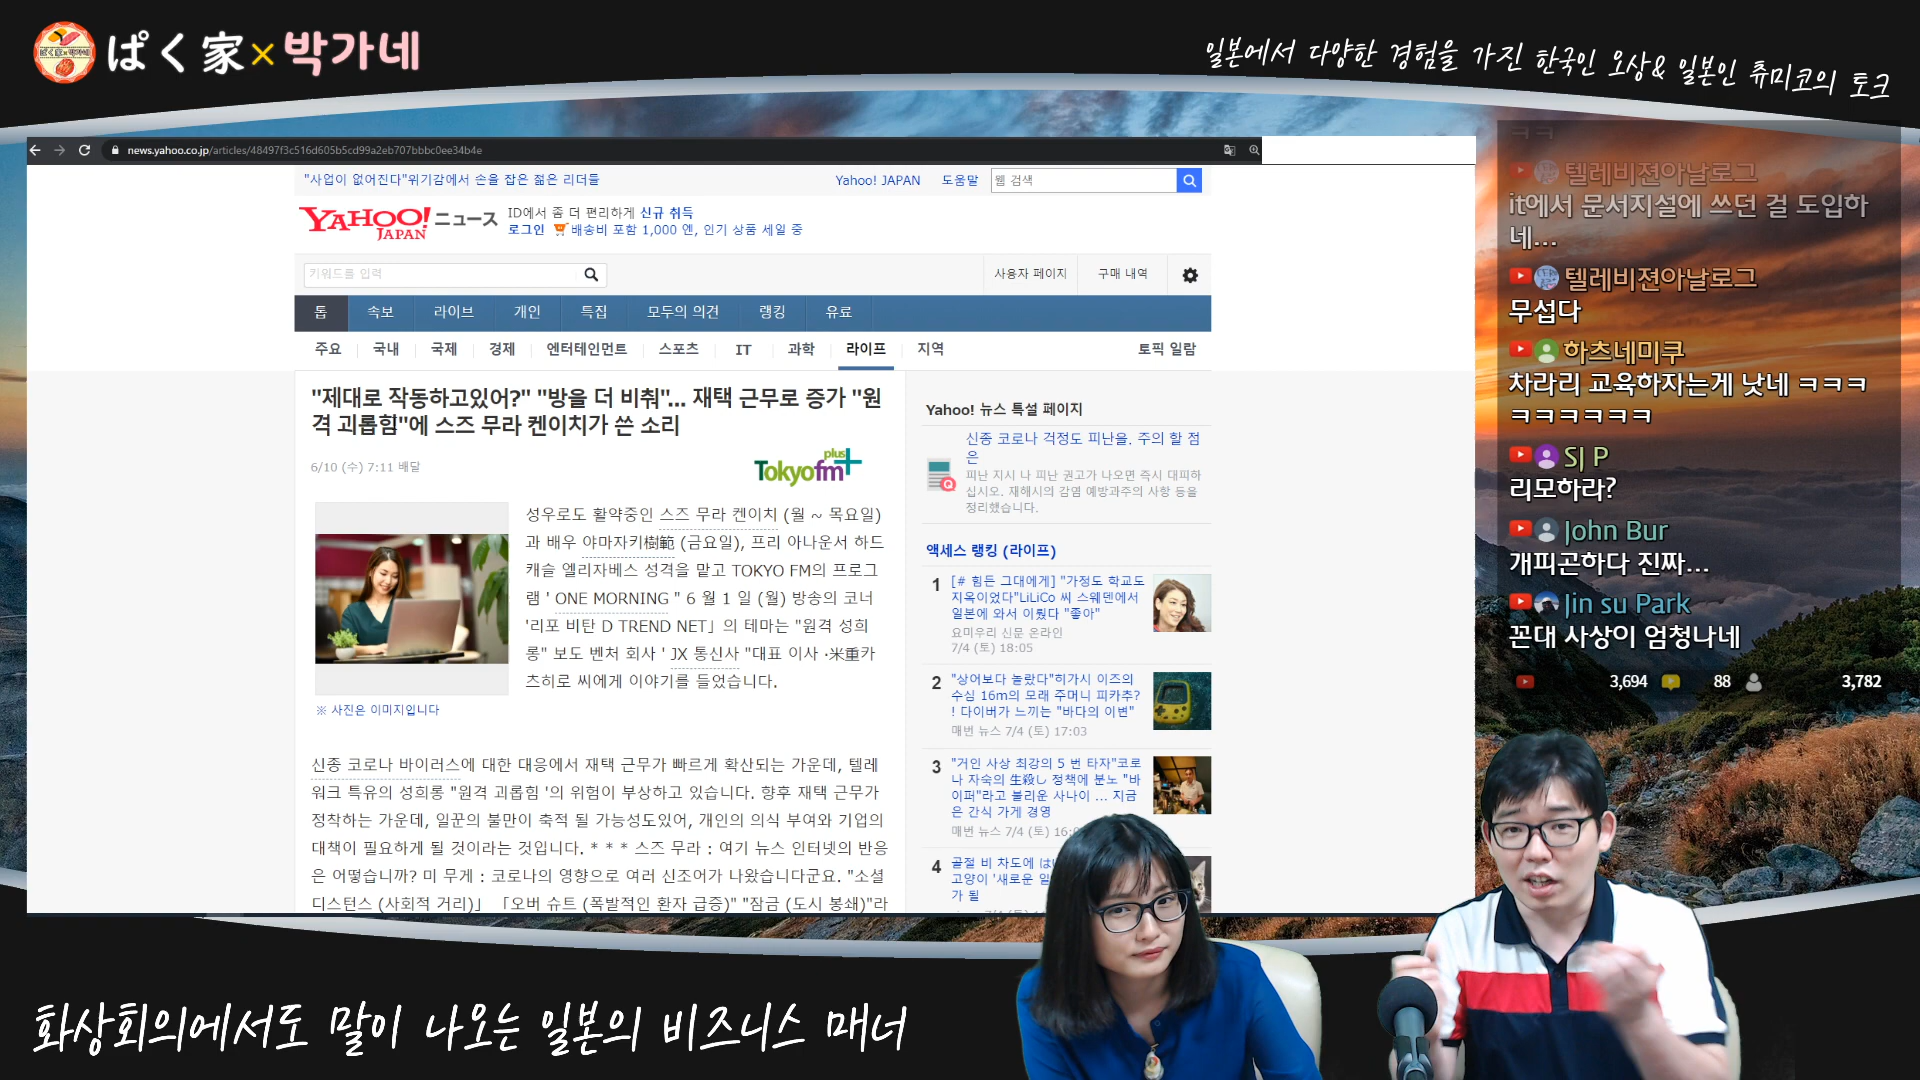 ぱく家×박가네
일본에서 다양한 경험을 가진 한국인 오상& 일본인 츄미코의 토크
news.yahoo.co.jp/articles/48497f3c516d605b5cd99a2eb707bbbc0ee34b4e
"사업이 없어진다"위기감에서 손을 잡은 젊은 리더들
Yahoo! JAPAN 도움말 웹 검색
YAHOO! JAPAN ニュース
ID에서 좀 더 편리하게 신규 취득
로그인 배송비 포함 1,000 엔, 인기 상품 세일 중
키워드를 입력
사용자 페이지 구매 내역
톱 속보 라이브 개인 특집 모두의 의견 랭킹 유료
주요 국내 국제 경제 엔터테인먼트 스포츠 IT 과학 라이프 지역 토픽 일람
"제대로 작동하고있어?" "방을 더 비춰"... 재택 근무로 증가 "원
격 괴롭힘"에 스즈 무라 켄이치가 쓴 소리
6/10 (수) 7:11 배달
Tokyofm plus+
성우로도 활약중인 스즈 무라 켄이치 (월 ~ 목요일)
과 배우 야마자키樹範 (금요일), 프리 아나운서 하드
캐슬 엘리자베스 성격을 맡고 TOKYO FM의 프로그
램 ' ONE MORNING " 6 월 1 일 (월) 방송의 코너
'리포 비탄 D TREND NET」의 테마는 "원격 성희
롱" 보도 벤처 회사 ' JX 통신사 "대표 이사 ·米重카
츠히로 씨에게 이야기를 들었습니다.
※ 사진은 이미지입니다
신종 코로나 바이러스에 대한 대응에서 재택 근무가 빠르게 확산되는 가운데, 텔레
워크 특유의 성희롱 "원격 괴롭힘 '의 위험이 부상하고 있습니다. 향후 재택 근무가
정착하는 가운데, 일꾼의 불만이 축적 될 가능성도있어, 개인의 의식 부여와 기업의
대책이 필요하게 될 것이라는 것입니다. * * * 스즈 무라 : 여기 뉴스 인터넷의 반응
은 어떻습니까? 미 무게 : 코로나의 영향으로 여러 신조어가 나왔습니다군요. "소셜
디스턴스 (사회적 거리)」 「오버 슈트 (폭발적인 환자 급증)" "잠금 (도시 봉쇄)"라
Yahoo! 뉴스 특설 페이지
신종 코로나 걱정도 피난을. 주의 할 점
은
피난 지시 나 피난 권고가 나오면 즉시 대피하
십시오. 재해시의 감염 예방과주의 사항 등을
정리했습니다.
액세스 랭킹 (라이프)
1 [# 힘든 그대에게] "가정도 학교도
지옥이었다"LiLiCo 씨 스웨덴에서
일본에 와서 이뤘다 "좋아"
요미우리 신문 온라인
7/4 (토) 18:05
2 "상어보다 놀랐다"히가시 이즈의
수심 16m의 모래 주머니 피카추?
! 다이버가 느끼는 "바다의 이변"
매번 뉴스 7/4 (토) 17:03
3 "거인 사상 최강의 5 번 타자"코로
나 자숙의 生殺し 정책에 분노 "바
이퍼"라고 불리운 사나이 ... 지금
은 간식 가게 경영
매번 뉴스 7/4 (토)
4 골절 비 차도에
고양이 '새로운
가 될
ㅋㅋ
텔레비젼아날로그
it에서 문서지설에 쓰던 걸 도입하
네...
텔레비젼아날로그
무섭다
하츠네미쿠
차라리 교육하자는게 낫네 ㅋㅋㅋ
ㅋㅋㅋㅋㅋㅋ
SJ P
리모하라?
John Bur
개피곤하다 진짜...
Jin su Park
꼰대 사상이 엄청나네
3,694 88 3,782
화상회의에서도 말이 나오는 일본의 비즈니스 매너